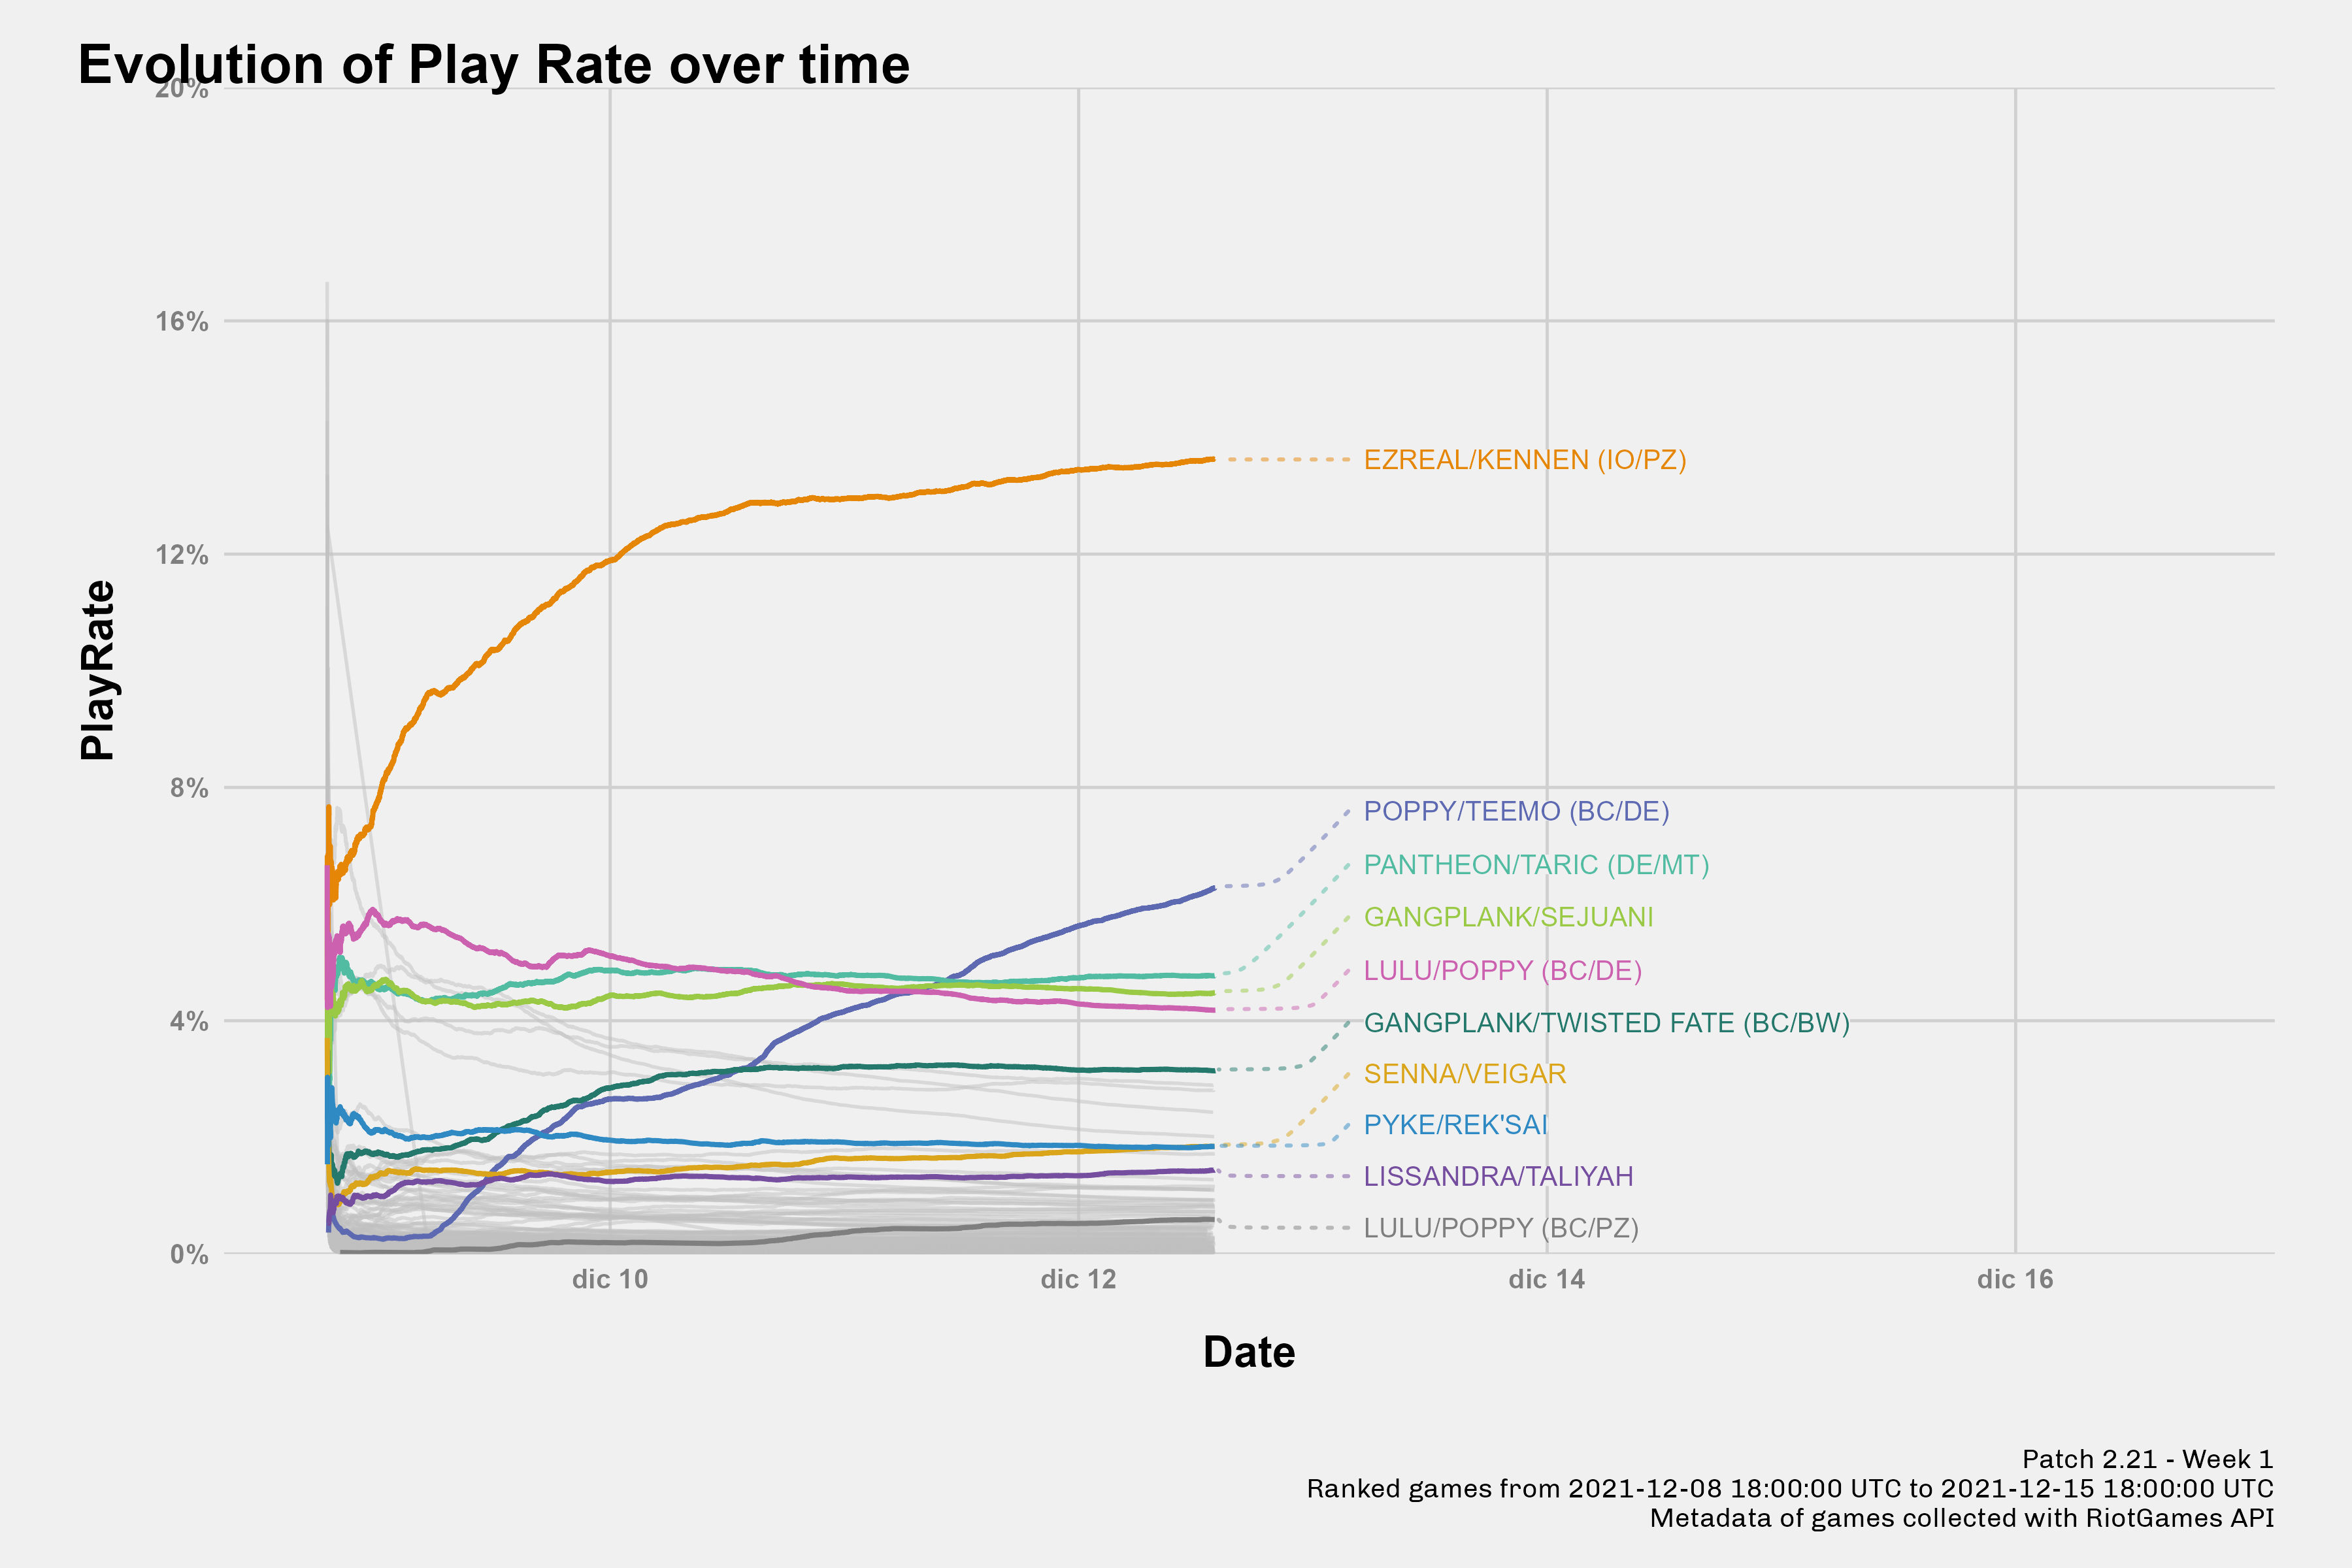 Evolution of Play Rate over time
20%
16%
12%
8%
4%
0%
PlayRate
EZREAL/KENNEN (IO/PZ)
POPPY/TEEMO (BC/DE)
PANTHEON/TARIC (DE/MT)
GANGPLANK/SEJUANI
LULU/POPPY (BC/DE)
GANGPLANK/TWISTED FATE (BC/BW)
SENNA/VEIGAR
PYKE/REK'SAI
LISSANDRA/TALIYAH
LULU/POPPY (BC/PZ)
dic 10
dic 12
dic 14
dic 16
Date
Patch 2.21 - Week 1
Ranked games from 2021-12-08 18:00:00 UTC to 2021-12-15 18:00:00 UTC
Metadata of games collected with RiotGames API